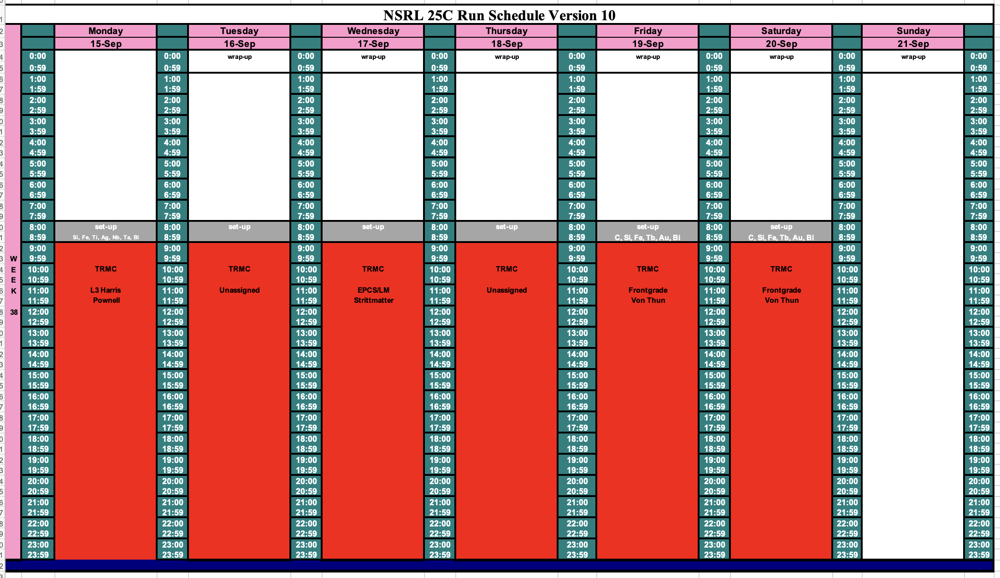 NSRL 25C Run Schedule Version 10
Monday Tuesday Wednesday Thursday Friday Saturday Sunday
15-Sep 16-Sep 17-Sep 18-Sep 19-Sep 20-Sep 21-Sep
0:00 0:00 wrap-up 0:00 wrap-up 0:00 wrap-up 0:00 wrap-up 0:00 wrap-up 0:00 wrap-up 0:00
0:59 0:59 0:59 0:59 0:59 0:59 0:59 0:59
1:00 1:00 1:00 1:00 1:00 1:00 1:00 1:00
1:59 1:59 1:59 1:59 1:59 1:59 1:59 1:59
2:00 2:00 2:00 2:00 2:00 2:00 2:00 2:00
2:59 2:59 2:59 2:59 2:59 2:59 2:59 2:59
3:00 3:00 3:00 3:00 3:00 3:00 3:00 3:00
3:59 3:59 3:59 3:59 3:59 3:59 3:59 3:59
4:00 4:00 4:00 4:00 4:00 4:00 4:00 4:00
4:59 4:59 4:59 4:59 4:59 4:59 4:59 4:59
5:00 5:00 5:00 5:00 5:00 5:00 5:00 5:00
5:59 5:59 5:59 5:59 5:59 5:59 5:59 5:59
6:00 6:00 6:00 6:00 6:00 6:00 6:00 6:00
6:59 6:59 6:59 6:59 6:59 6:59 6:59 6:59
7:00 7:00 7:00 7:00 7:00 7:00 7:00 7:00
7:59 7:59 7:59 7:59 7:59 7:59 7:59 7:59
8:00 set-up 8:00 set-up 8:00 set-up 8:00 set-up 8:00 set-up 8:00 set-up 8:00 8:00
8:59 Si, Fe, Ti, Ag, Nb, Ta, Bi 8:59 8:59 8:59 8:59 C, Si, Fe, Tb, Au, Bi 8:59 C, Si, Fe, Tb, Au, Bi 8:59 8:59
9:00 9:00 9:00 9:00 9:00 9:00 9:00 9:00
W 9:59 9:59 9:59 9:59 9:59 9:59 9:59 9:59
E 10:00 TRMC 10:00 TRMC 10:00 TRMC 10:00 TRMC 10:00 TRMC 10:00 TRMC 10:00 10:00
E 10:59 10:59 10:59 10:59 10:59 10:59 10:59 10:59
K 11:00 L3 Harris 11:00 Unassigned 11:00 EPCS/LM 11:00 Unassigned 11:00 Frontgrade 11:00 Frontgrade 11:00 11:00
11:59 Pownell 11:59 11:59 Strittmatter 11:59 11:59 Von Thun 11:59 Von Thun 11:59 11:59
38 12:00 12:00 12:00 12:00 12:00 12:00 12:00 12:00
12:59 12:59 12:59 12:59 12:59 12:59 12:59 12:59
13:00 13:00 13:00 13:00 13:00 13:00 13:00 13:00
13:59 13:59 13:59 13:59 13:59 13:59 13:59 13:59
14:00 14:00 14:00 14:00 14:00 14:00 14:00 14:00
14:59 14:59 14:59 14:59 14:59 14:59 14:59 14:59
15:00 15:00 15:00 15:00 15:00 15:00 15:00 15:00
15:59 15:59 15:59 15:59 15:59 15:59 15:59 15:59
16:00 16:00 16:00 16:00 16:00 16:00 16:00 16:00
16:59 16:59 16:59 16:59 16:59 16:59 16:59 16:59
17:00 17:00 17:00 17:00 17:00 17:00 17:00 17:00
17:59 17:59 17:59 17:59 17:59 17:59 17:59 17:59
18:00 18:00 18:00 18:00 18:00 18:00 18:00 18:00
18:59 18:59 18:59 18:59 18:59 18:59 18:59 18:59
19:00 19:00 19:00 19:00 19:00 19:00 19:00 19:00
19:59 19:59 19:59 19:59 19:59 19:59 19:59 19:59
20:00 20:00 20:00 20:00 20:00 20:00 20:00 20:00
20:59 20:59 20:59 20:59 20:59 20:59 20:59 20:59
21:00 21:00 21:00 21:00 21:00 21:00 21:00 21:00
21:59 21:59 21:59 21:59 21:59 21:59 21:59 21:59
22:00 22:00 22:00 22:00 22:00 22:00 22:00 22:00
22:59 22:59 22:59 22:59 22:59 22:59 22:59 22:59
23:00 23:00 23:00 23:00 23:00 23:00 23:00 23:00
23:59 23:59 23:59 23:59 23:59 23:59 23:59 23:59